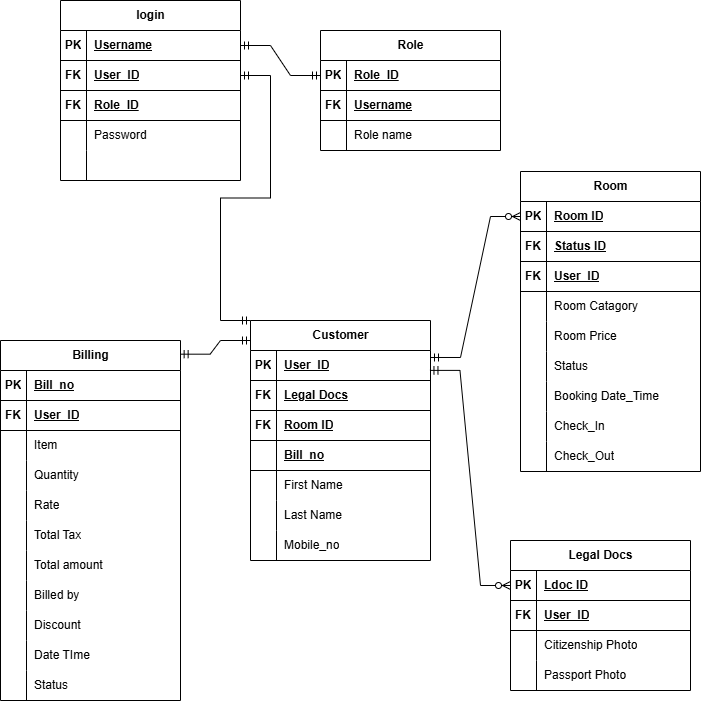 login
PK Username
FK User_ID
FK Role_ID
Password
Role
PK Role_ID
FK Username
Role name
Room
PK Room ID
FK Status ID
FK User_ID
Room Catagory
Room Price
Status
Booking Date_Time
Check_In
Check_Out
Customer
PK User_ID
FK Legal Docs
FK Room ID
Bill_no
First Name
Last Name
Mobile_no
Billing
PK Bill_no
FK User_ID
Item
Quantity
Rate
Total Tax
Total amount
Billed by
Discount
Date TIme
Status
Legal Docs
PK Ldoc ID
FK User_ID
Citizenship Photo
Passport Photo